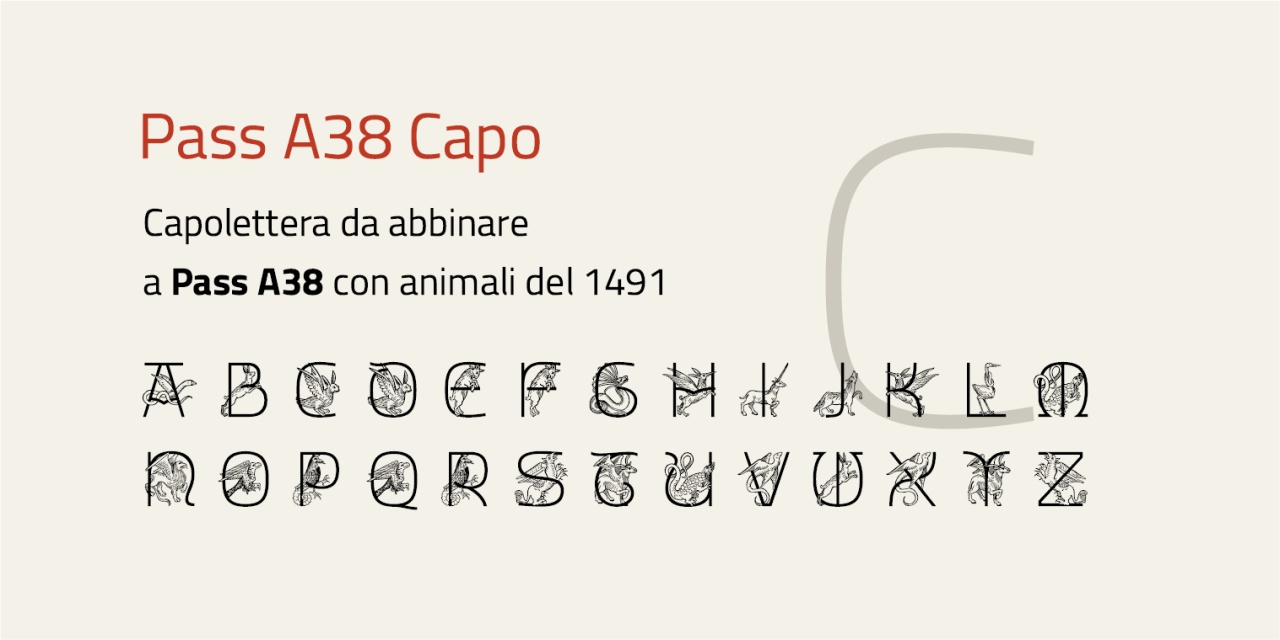 Pass A38 Capo
C
Capolettera da abbinare
a Pass A38 con animali del 1491
A B C D E F G H I J K L M
N O P Q R S T U V W X Y Z